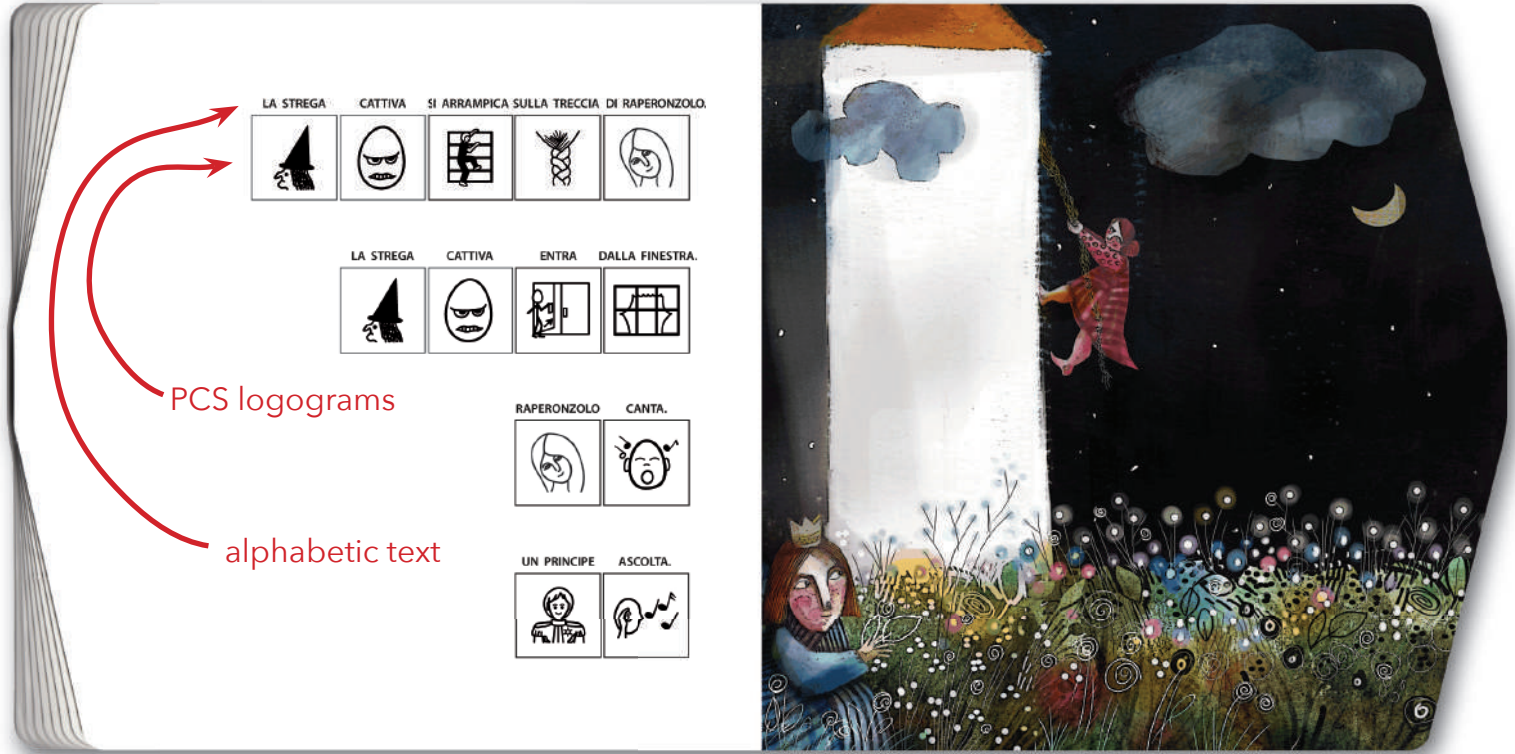 LA STREGA CATTIVA SI ARRAMPICA SULLA TRECCIA DI RAPERONZOLO.
LA STREGA CATTIVA ENTRA DALLA FINESTRA.
PCS logograms
RAPERONZOLO CANTA.
alphabetic text
UN PRINCIPE ASCOLTA.
6